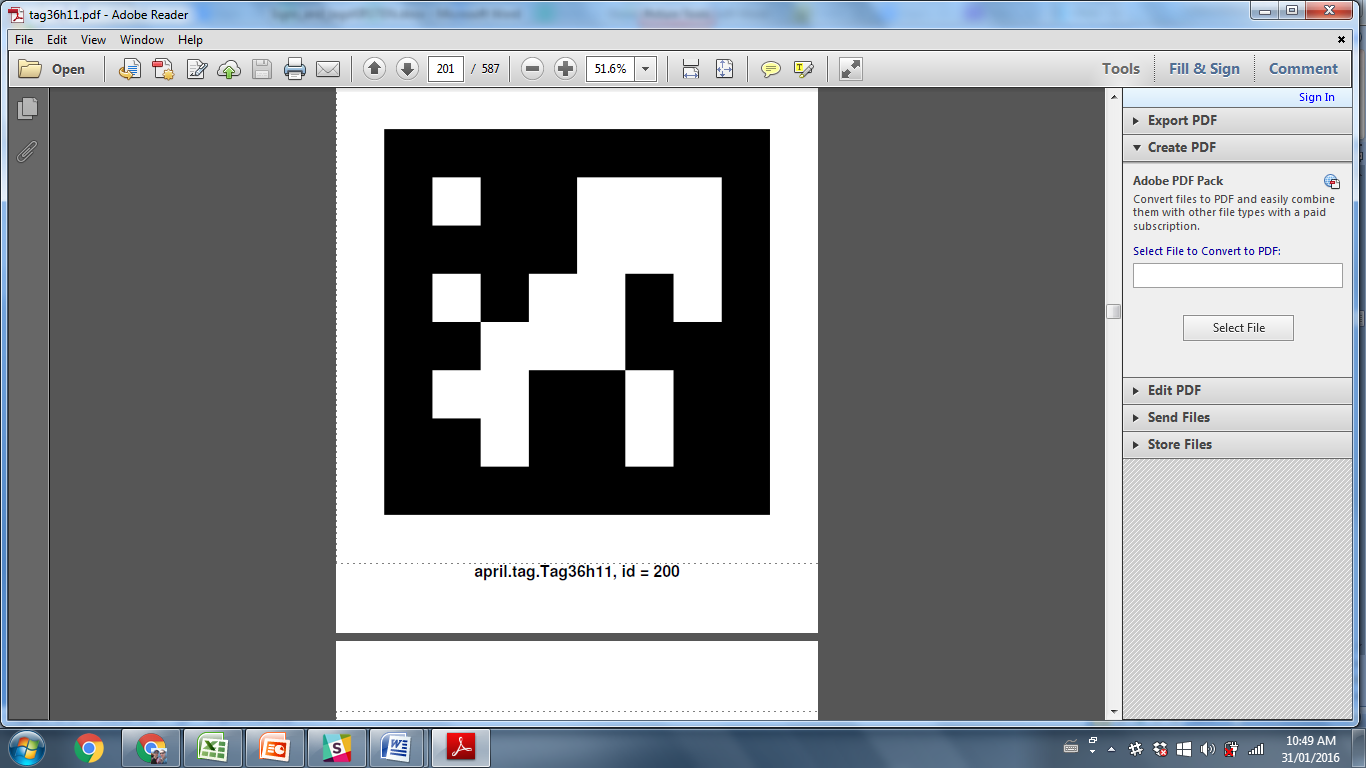 tag36h11.pdf - Adobe Reader
File Edit View Window Help
Open 201 / 587 51.6% Tools Fill & Sign Comment
Sign In
Export PDF
Create PDF
Adobe PDF Pack
Convert files to PDF and easily combine
them with other file types with a paid
subscription.
Select File to Convert to PDF:
Select File
Edit PDF
Send Files
Store Files
april.tag.Tag36h11, id = 200
10:49 AM
31/01/2016